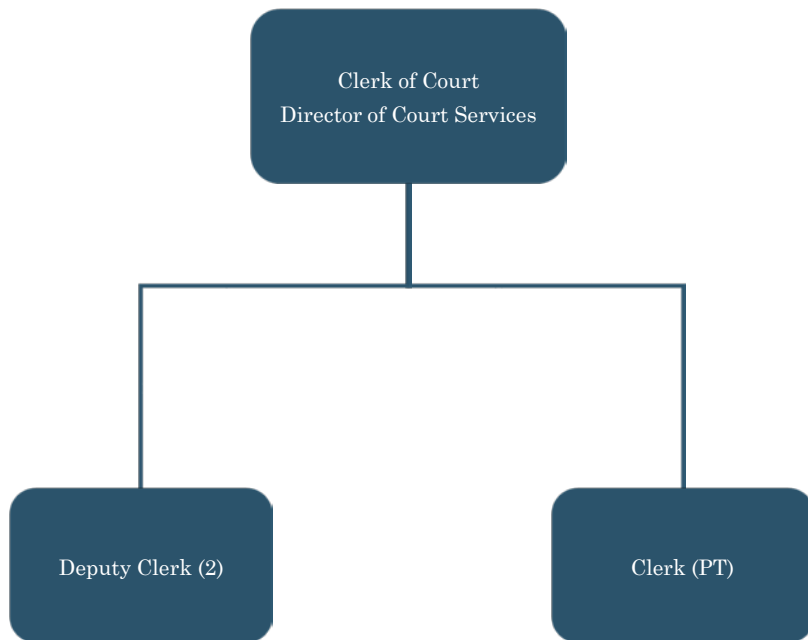 Clerk of Court
Director of Court Services
Deputy Clerk (2)
Clerk (PT)